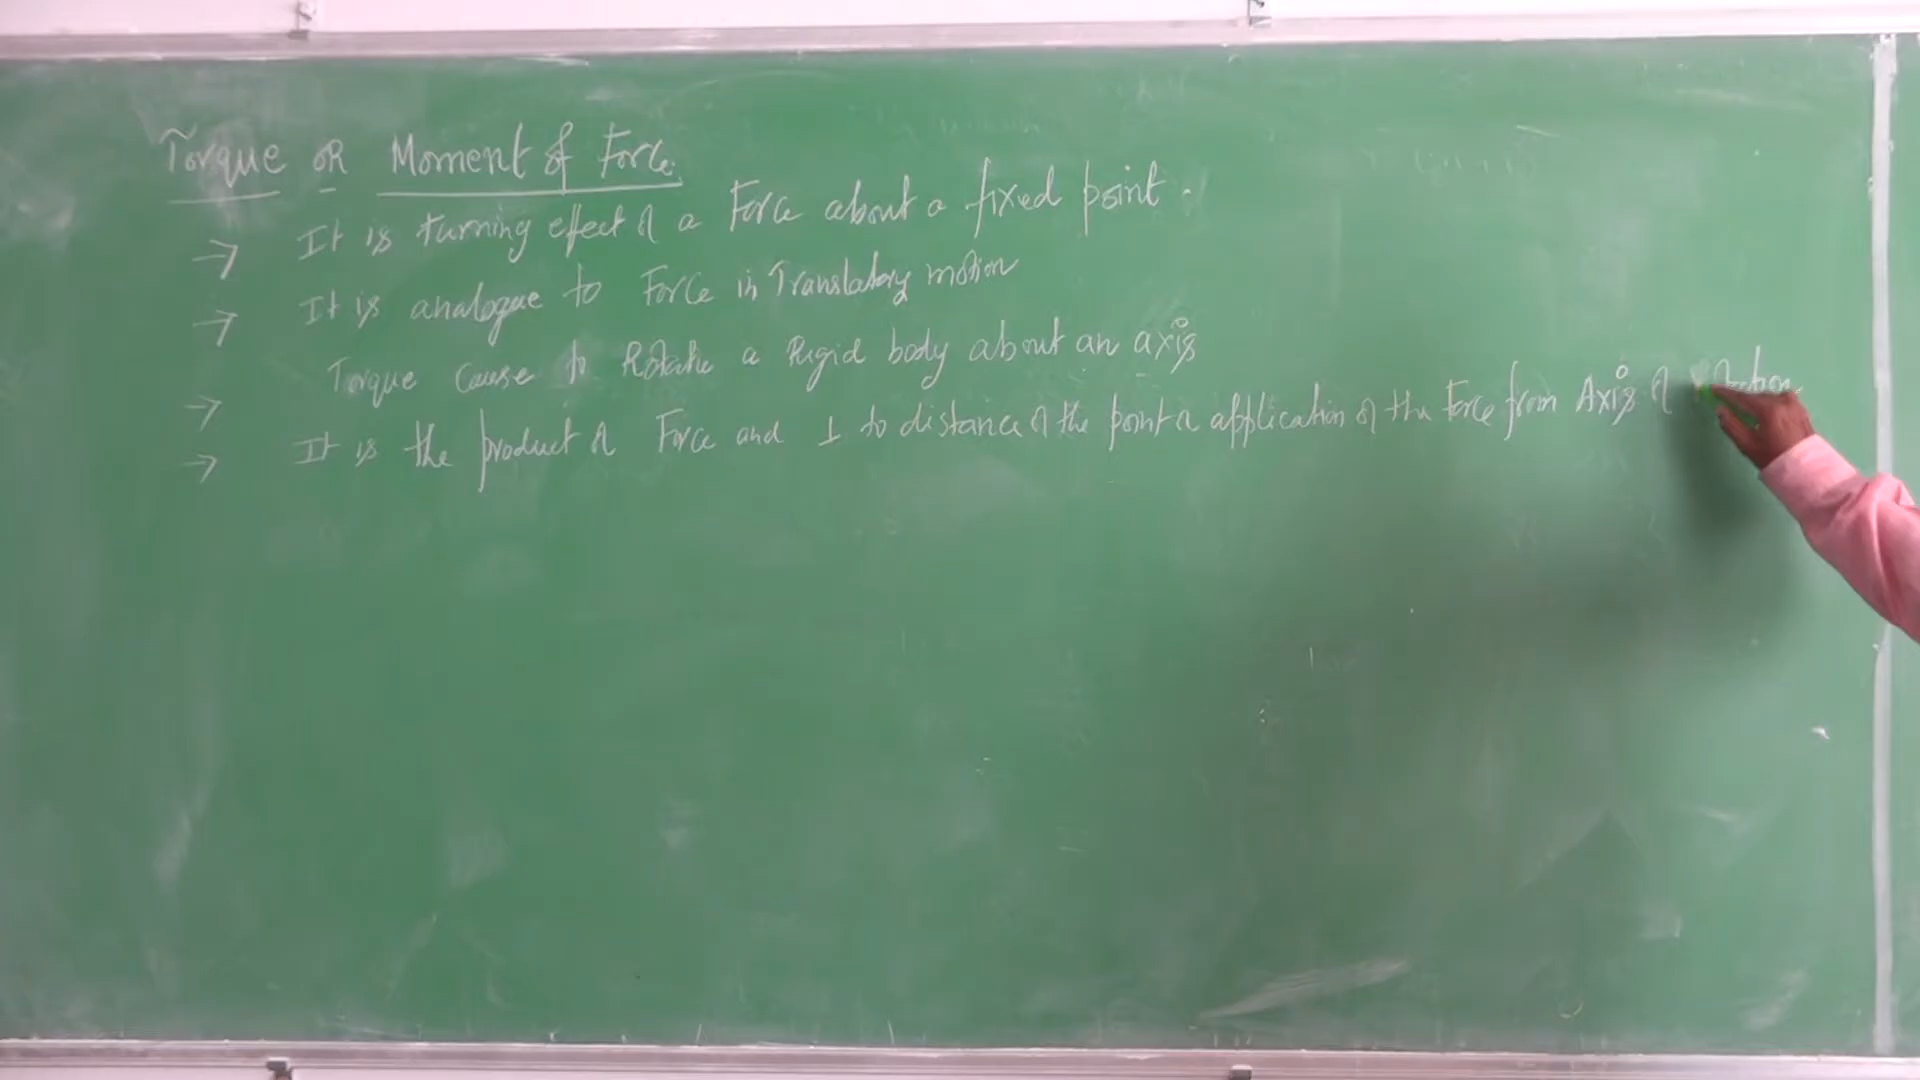 Torque OR Moment of Force.
→ It is turning effect of a Force about a fixed point.
→ It is analogue to Force in Translatory motion
→ Torque cause to Rotate a Rigid body about an axis
→ It is the product of Force and ⊥ to distance of the point of application of the Force from Axis of